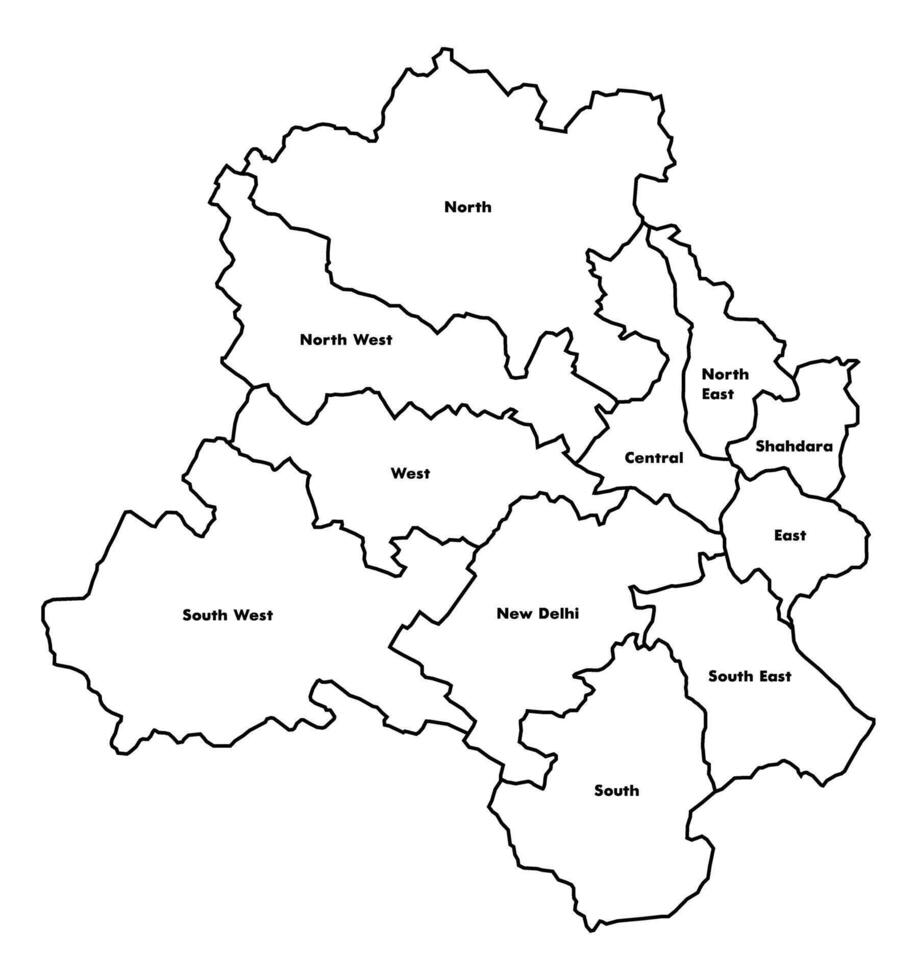 North
North West
North
East
Shahdara
Central
West
East
South West
New Delhi
South East
South